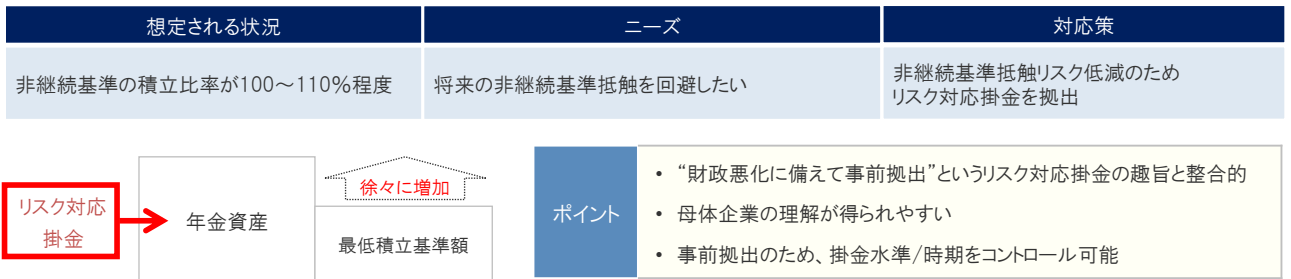 想定される状況
ニーズ
対応策
非継続基準の積立比率が100～110％程度
将来の非継続基準抵触を回避したい
非継続基準抵触リスク低減のため
リスク対応掛金を拠出
リスク対応
掛金
年金資産
徐々に増加
最低積立基準額
ポイント
• “財政悪化に備えて事前拠出”というリスク対応掛金の趣旨と整合的
• 母体企業の理解が得られやすい
• 事前拠出のため、掛金水準/時期をコントロール可能